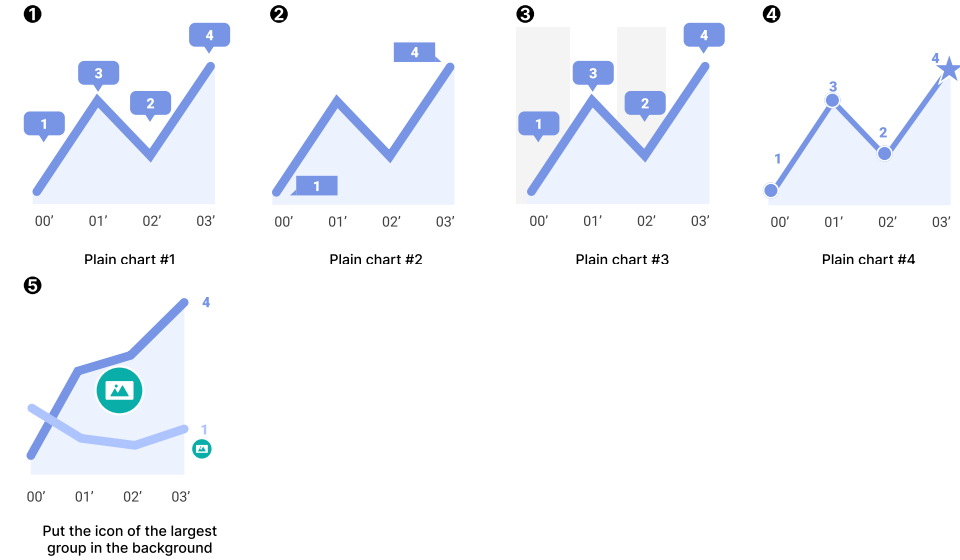 ❶
4
3
2
1
00’ 01’ 02’ 03’
Plain chart #1
❷
4
1
00’ 01’ 02’ 03’
Plain chart #2
❸
4
3
2
1
00’ 01’ 02’ 03’
Plain chart #3
❹
4
3
2
1
00’ 01’ 02’ 03’
Plain chart #4
❺
4
1
00’ 01’ 02’ 03’
Put the icon of the largest
group in the background